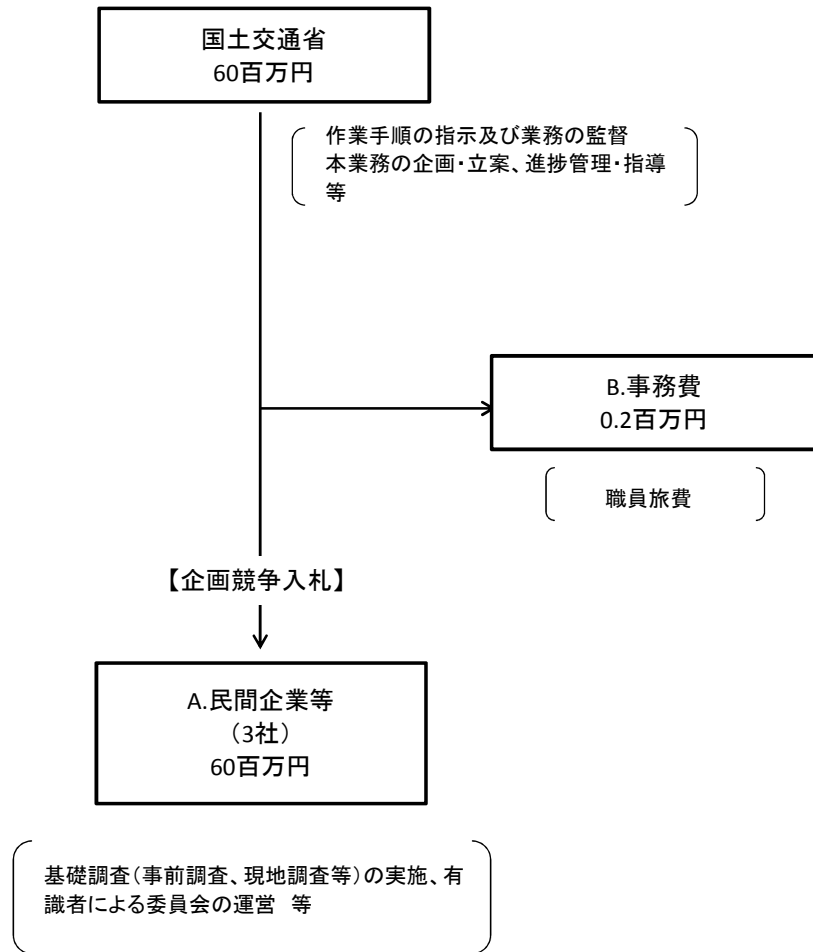 国土交通省
60百万円
作業手順の指示及び業務の監督
本業務の企画・立案、進捗管理・指導
等
B.事務費
0.2百万円
職員旅費
【企画競争入札】
A.民間企業等
（3社）
60百万円
基礎調査（事前調査、現地調査等）の実施、有
識者による委員会の運営　等